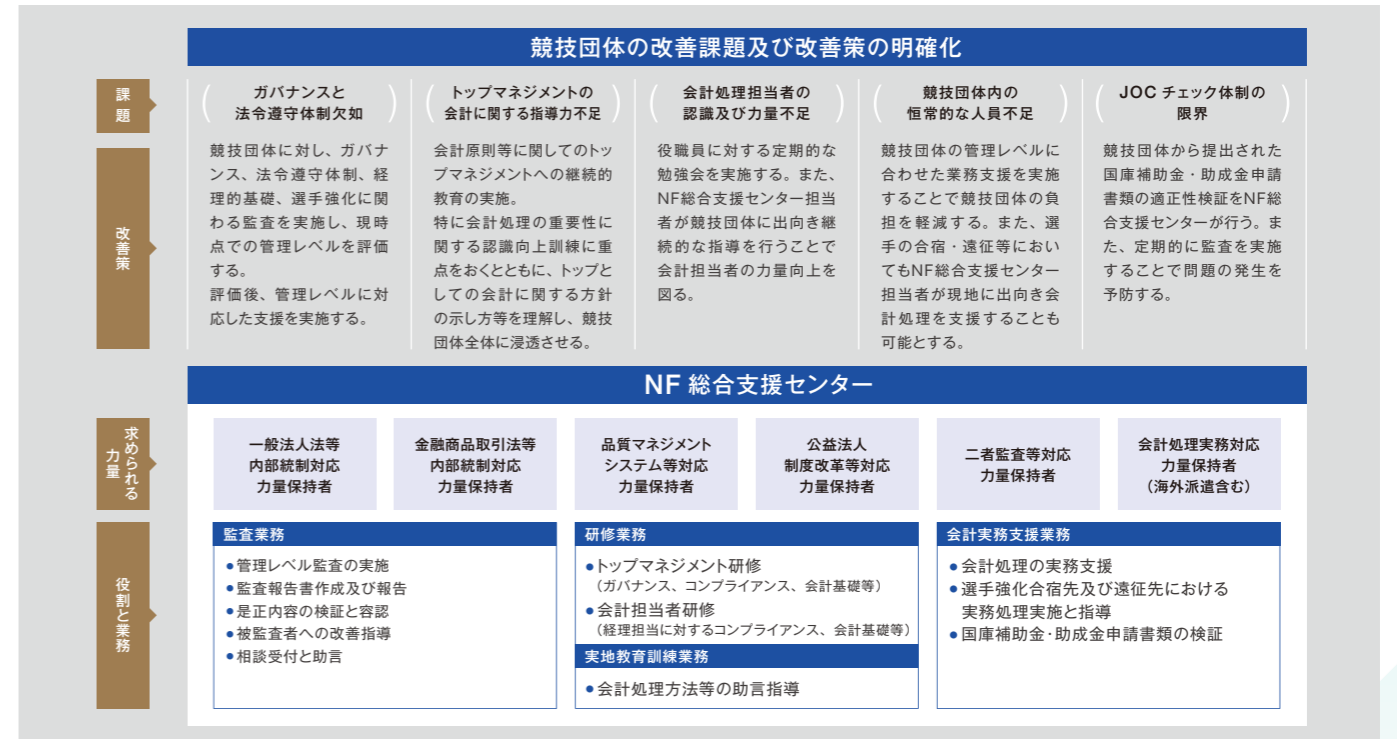 競技団体の改善課題及び改善策の明確化
課題
ガバナンスと
法令遵守体制欠如
トップマネジメントの
会計に関する指導力不足
会計処理担当者の
認識及び力量不足
競技団体内の
恒常的な人員不足
JOC チェック体制の
限界
改善策
競技団体に対し、ガバナ
ンス、法令遵守体制、経
理的基礎、選手強化に関
わる監査を実施し、現時
点での管理レベルを評価
する。
評価後、管理レベルに対
応した支援を実施する。
会計原則等に関してのトッ
プマネジメントへの継続的
教育の実施。
特に会計処理の重要性に
関する認識向上訓練に重
点をおくとともに、トップと
しての会計に関する方針
の示し方等を理解し、競技
団体全体に浸透させる。
役職員に対する定期的な
勉強会を実施する。また、
NF総合支援センター担当
者が競技団体に出向き継
続的な指導を行うことで
会計担当者の力量向上を
図る。
競技団体の管理レベルに
合わせた業務支援を実施
することで競技団体の負
担を軽減する。また、選
手の合宿・遠征等におい
てもNF総合支援センター
担当者が現地に出向き会
計処理を支援することも
可能とする。
競技団体から提出された
国庫補助金・助成金申請
書類の適正性検証をNF総
合支援センターが行う。ま
た、定期的に監査を実施
することで問題の発生を
予防する。
NF 総合支援センター
求められる
力量
一般法人法等
内部統制対応
力量保持者
金融商品取引法等
内部統制対応
力量保持者
品質マネジメント
システム等対応
力量保持者
公益法人
制度改革等対応
力量保持者
二者監査等対応
力量保持者
会計処理実務対応
力量保持者
（海外派遣含む）
役割と業務
監査業務
●管理レベル監査の実施
●監査報告書作成及び報告
●是正内容の検証と容認
●被監査者への改善指導
●相談受付と助言
研修業務
●トップマネジメント研修
（ガバナンス、コンプライアンス、会計基礎等）
●会計担当者研修
（経理担当に対するコンプライアンス、会計基礎等）
実地教育訓練業務
●会計処理方法等の助言指導
会計実務支援業務
●会計処理の実務支援
●選手強化合宿先及び遠征先における
実務処理実施と指導
●国庫補助金・助成金申請書類の検証